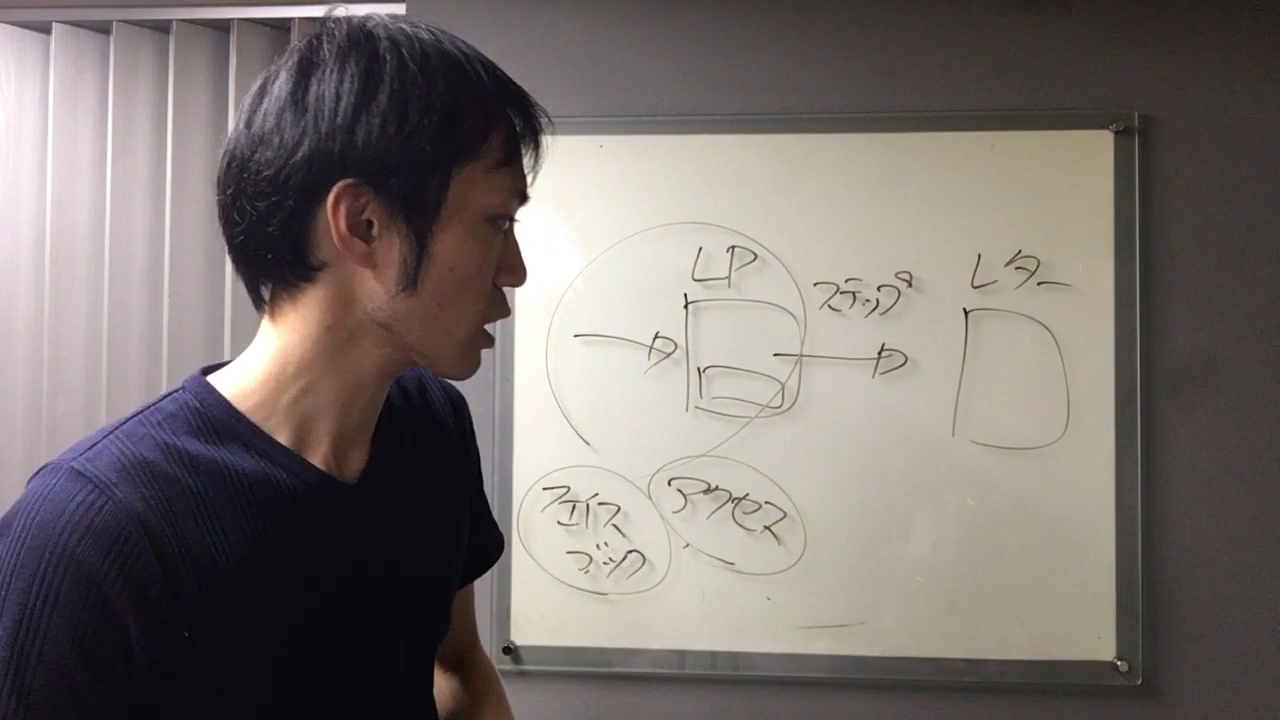 LP
ステップ
レター
フェイス
ブック
アクセス